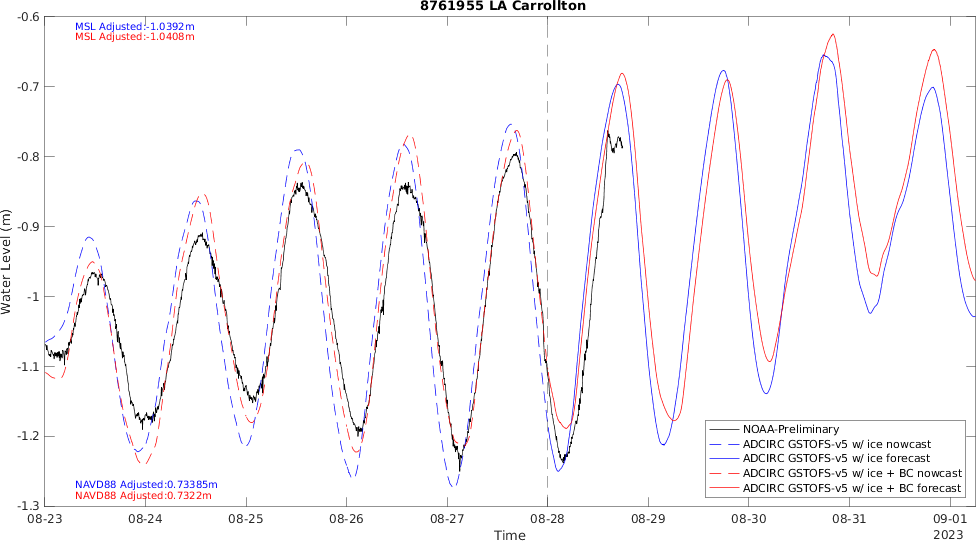 8761955 LA Carrollton
MSL Adjusted:-1.0392m
MSL Adjusted:-1.0408m
Water Level (m)
-0.6
-0.7
-0.8
-0.9
-1
-1.1
-1.2
-1.3
NAVD88 Adjusted:0.73385m
NAVD88 Adjusted:0.7322m
NOAA-Preliminary
ADCIRC GSTOFS-v5 w/ ice nowcast
ADCIRC GSTOFS-v5 w/ ice forecast
ADCIRC GSTOFS-v5 w/ ice + BC nowcast
ADCIRC GSTOFS-v5 w/ ice + BC forecast
08-23 08-24 08-25 08-26 08-27 08-28 08-29 08-30 08-31 09-01
2023
Time